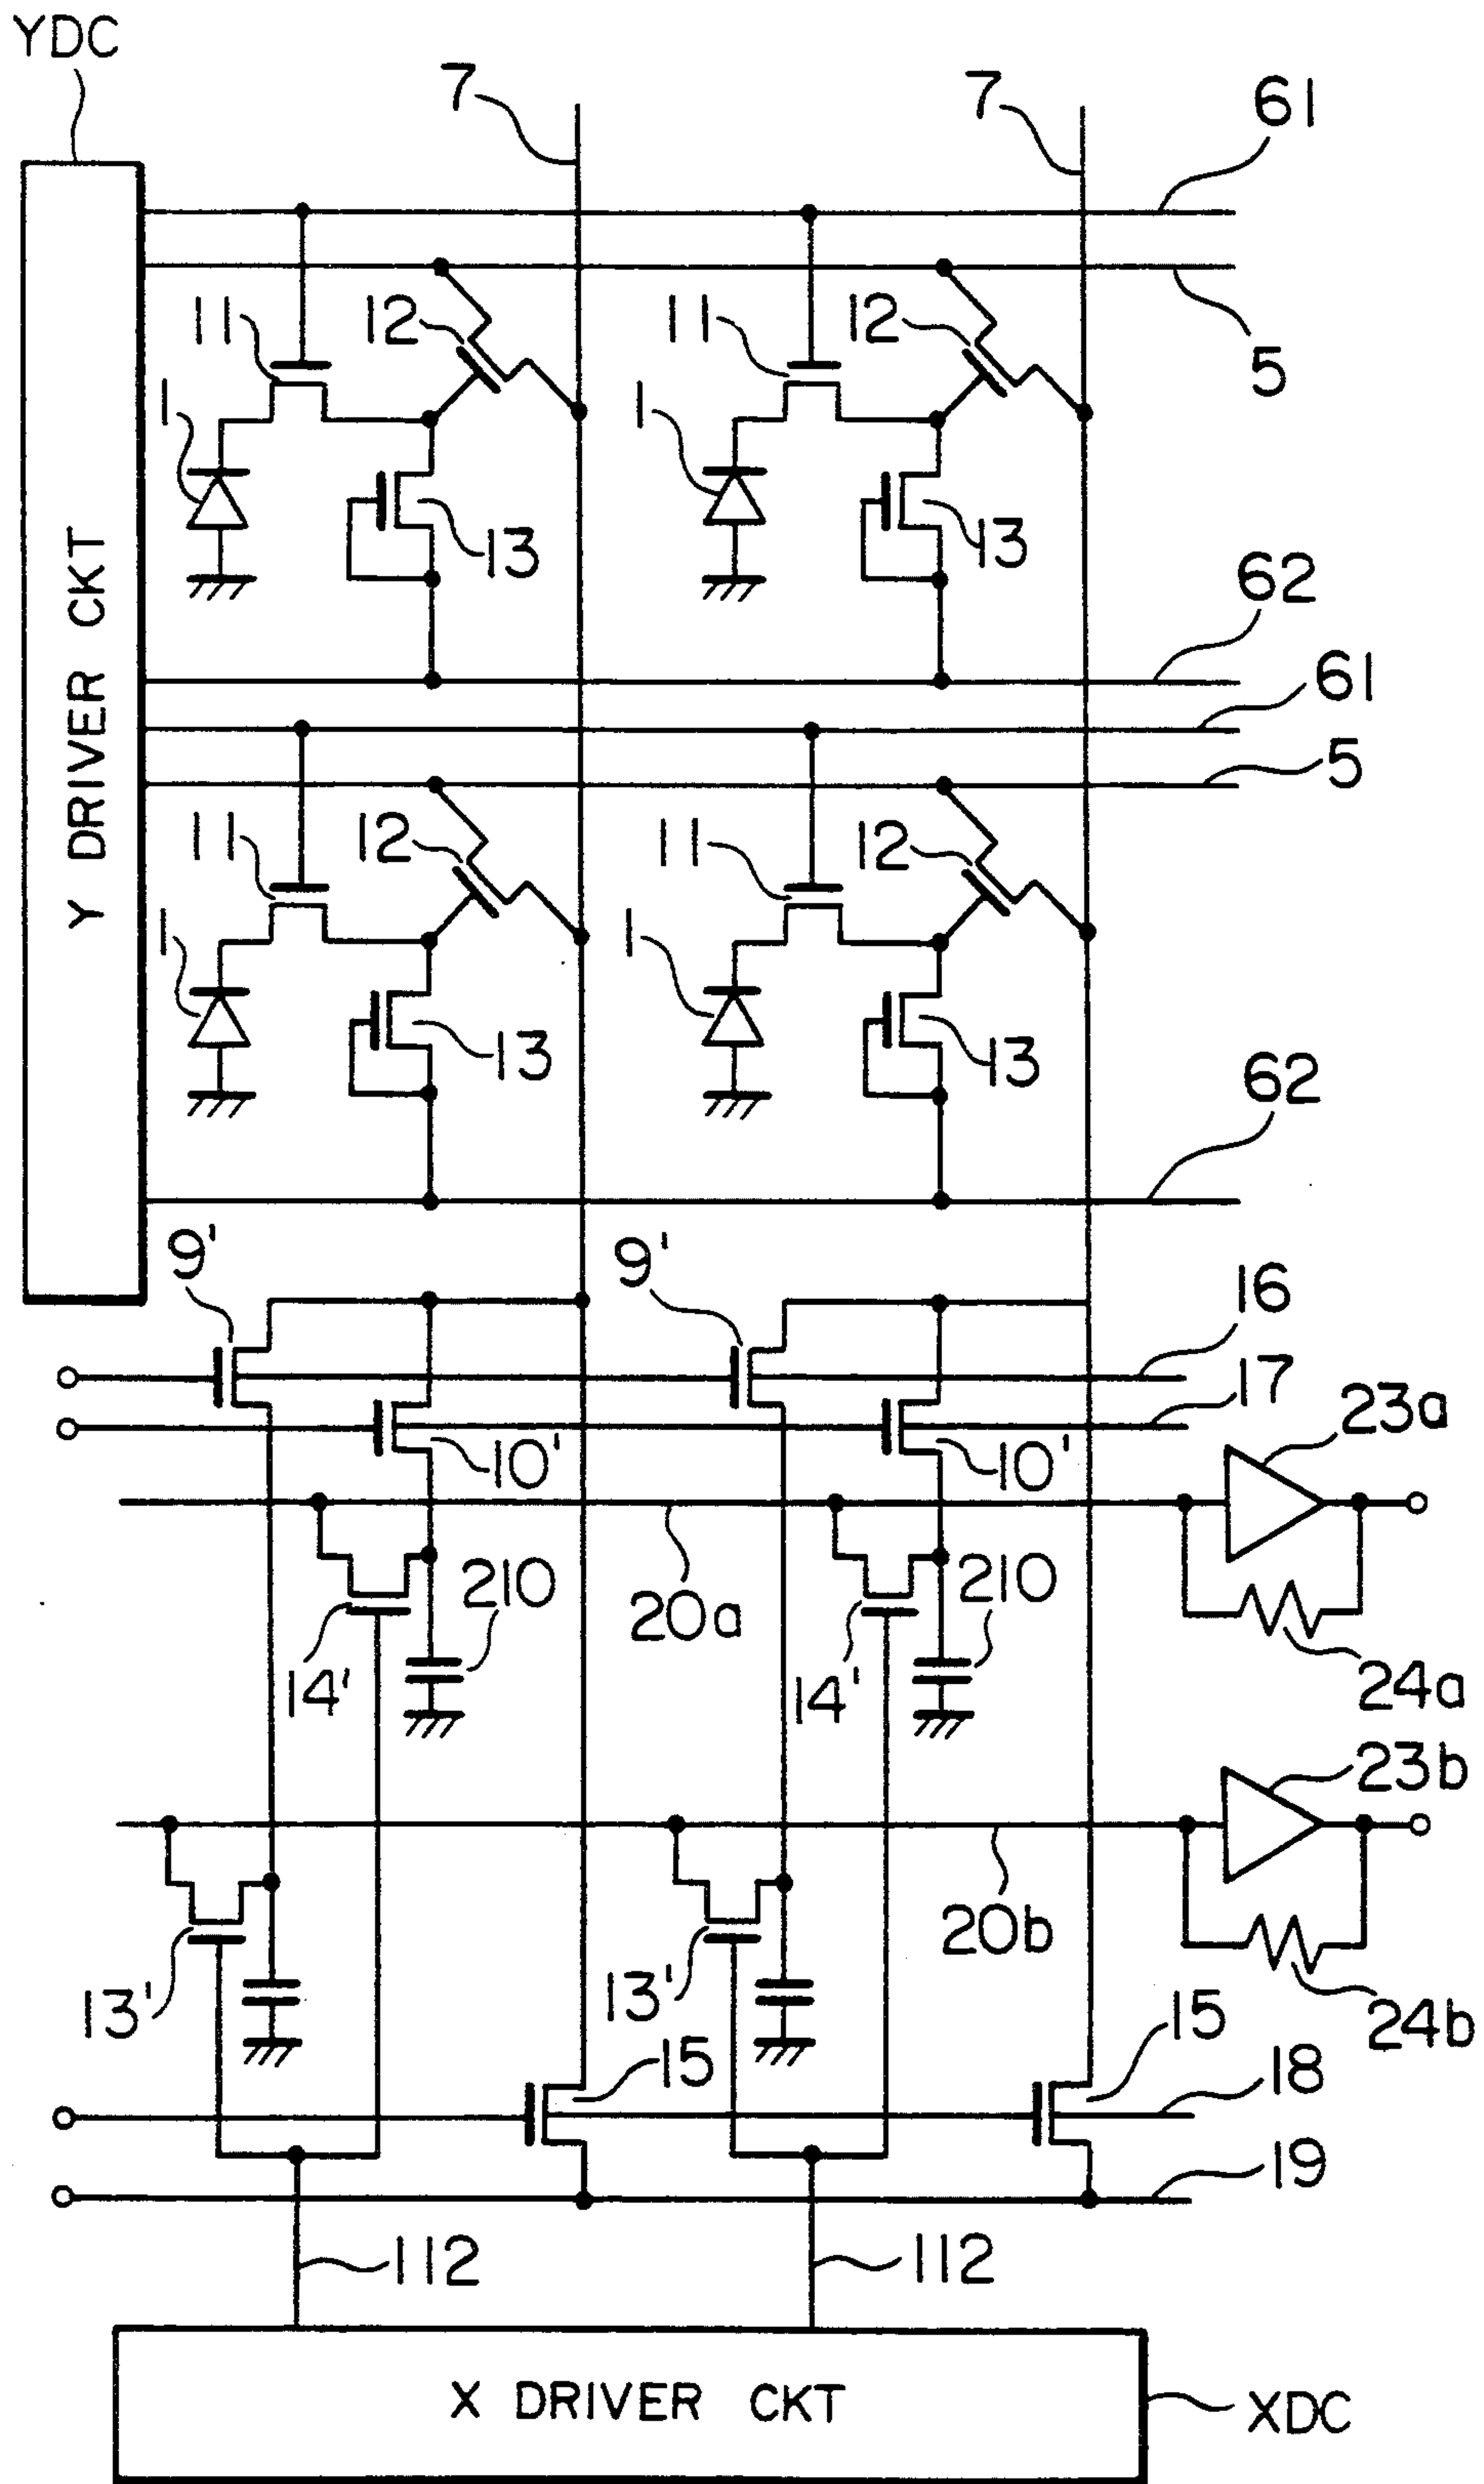 YDC
7 7 61
11 12 11 12 5
1 1
13 13
62
61
5
Y DRIVER CKT
11 12 11 12
1 1
13 13
62
9' 9'
16
17
23a
10' 10'
210 20a 210
14' 14'
24a
23b
20b
13' 13'
24b
15 15
18
19
112 112
X DRIVER CKT
XDC